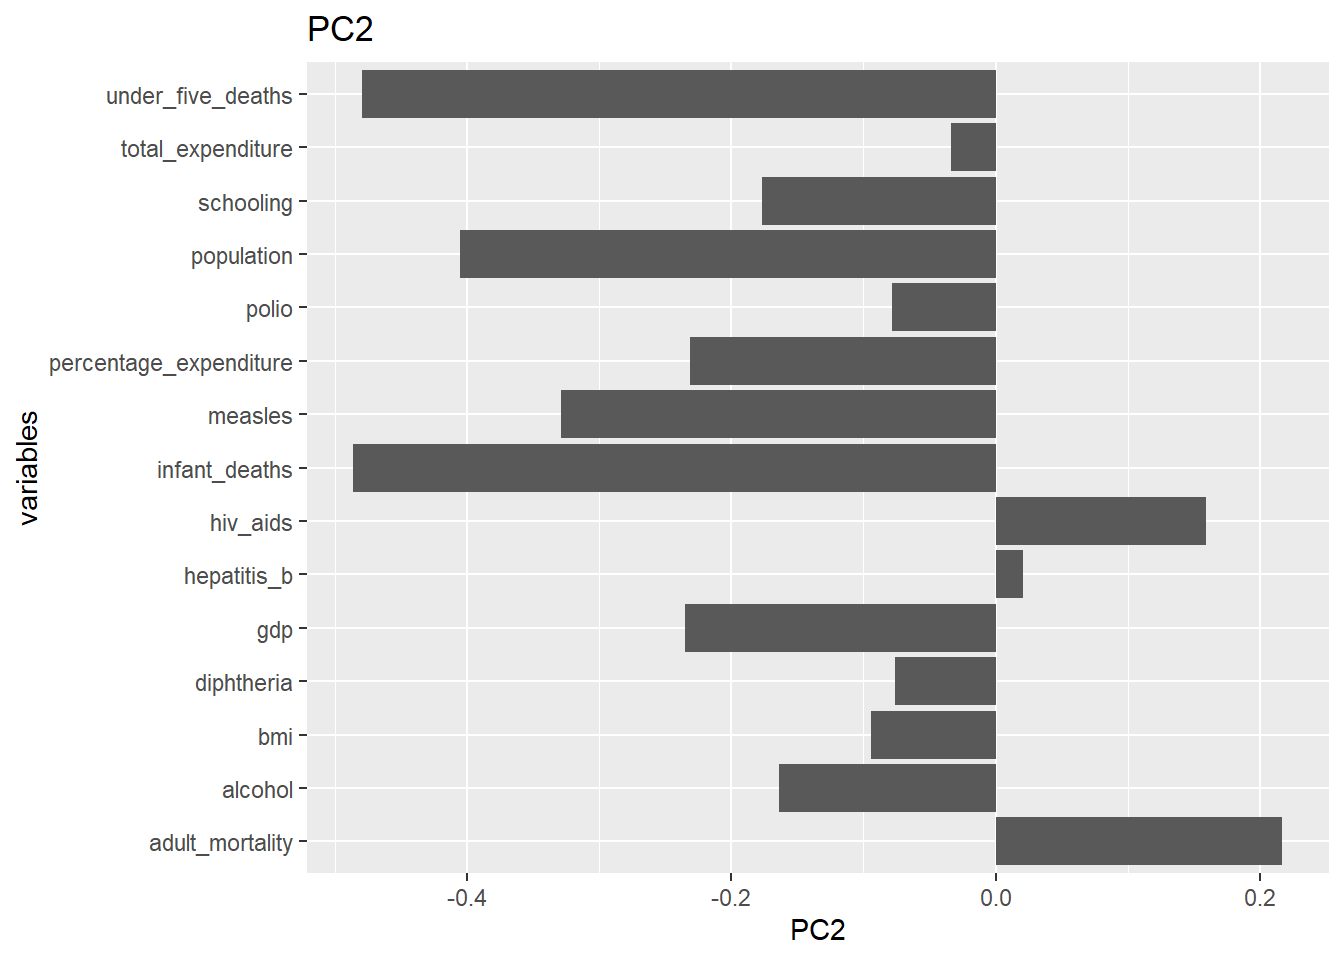 PC2
under_five_deaths
total_expenditure
schooling
population
polio
percentage_expenditure
measles
infant_deaths
hiv_aids
hepatitis_b
gdp
diphtheria
bmi
alcohol
adult_mortality
variables
-0.4
-0.2
0.0
0.2
PC2